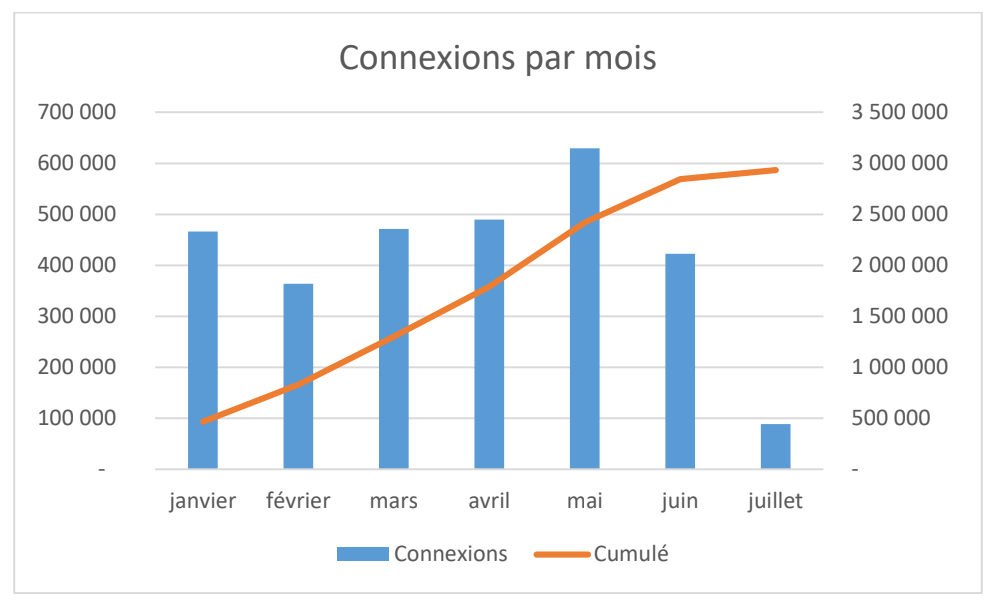 Connexions par mois
700 000
600 000
500 000
400 000
300 000
200 000
100 000
-
3 500 000
3 000 000
2 500 000
2 000 000
1 500 000
1 000 000
500 000
-
janvier février mars avril mai juin juillet
Connexions Cumulé